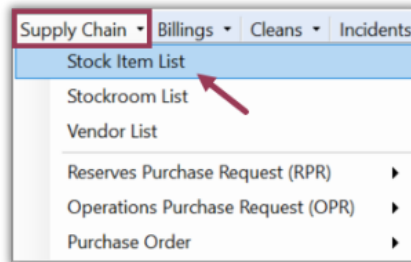 Supply Chain Billings Cleans Incidents
Stock Item List
Stockroom List
Vendor List
Reserves Purchase Request (RPR)
Operations Purchase Request (OPR)
Purchase Order